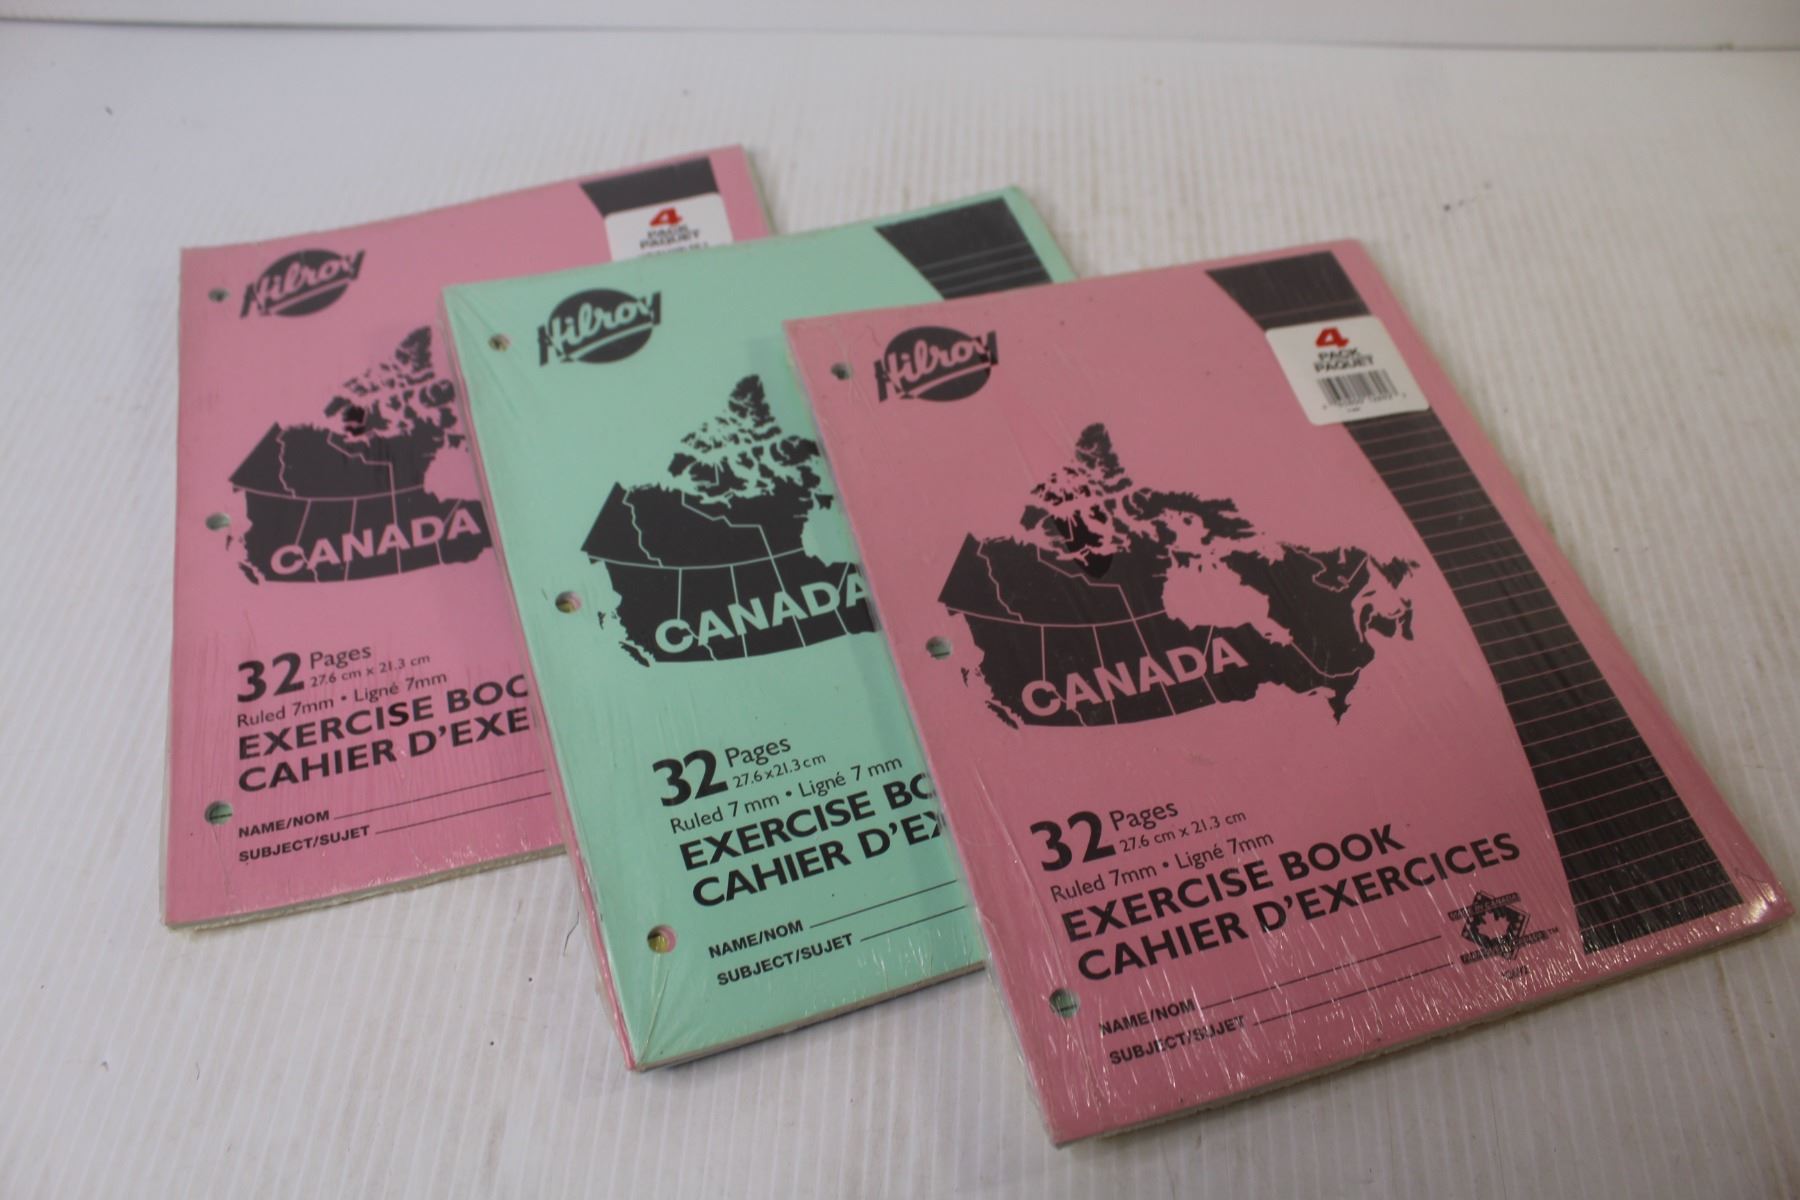 Hilroy
4
PACK
PAQUET
CANADA
32 Pages
27.6 cm x 21.3 cm
Ruled 7mm • Ligné 7mm
EXERCISE BOO
CAHIER D'EXE
NAME/NOM
SUBJECT/SUJET
Hilroy
CANADA
32 Pages
27.6 x 21.3 cm
Ruled 7 mm • Ligné 7 mm
EXERCISE BO
CAHIER D'EX
NAME/NOM
SUBJECT/SUJET
Hilroy
4
PACK
PAQUET
CANADA
32 Pages
27.6 cm x 21.3 cm
Ruled 7mm • Ligné 7mm
EXERCISE BOOK
CAHIER D'EXERCICES
NAME/NOM
SUBJECT/SUJET